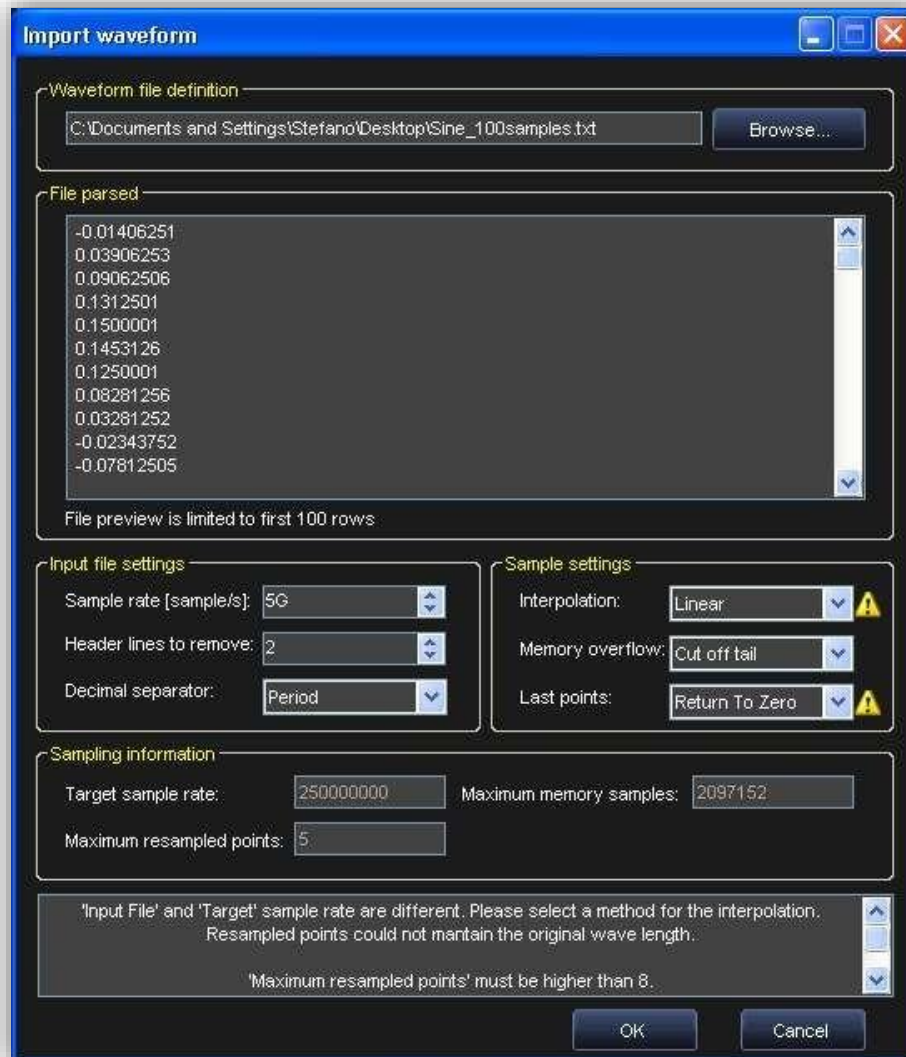 Import waveform
Waveform file definition
C:\Documents and Settings\Stefano\Desktop\Sine_100samples.txt
Browse...
File parsed
-0.01406251
0.03906253
0.09062506
0.1312501
0.1500001
0.1453126
0.1250001
0.08281256
0.03281252
-0.02343752
-0.07812505
File preview is limited to first 100 rows
Input file settings
Sample rate [sample/s]: 5G
Header lines to remove: 2
Decimal separator: Period
Sample settings
Interpolation: Linear
Memory overflow: Cut off tail
Last points: Return To Zero
Sampling information
Target sample rate: 250000000 Maximum memory samples: 2097152
Maximum resampled points: 5
'Input File' and 'Target' sample rate are different. Please select a method for the interpolation.
Resampled points could not mantain the original wave length.
'Maximum resampled points' must be higher than 8.
OK Cancel